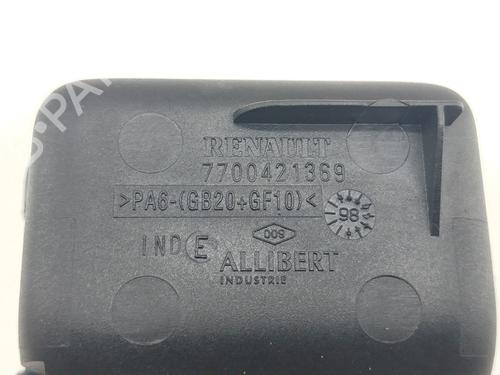 RENAULT
7700421369
>PA6-(GB20+GF10)<
98
IND E
009
ALLIBERT
INDUSTRIE